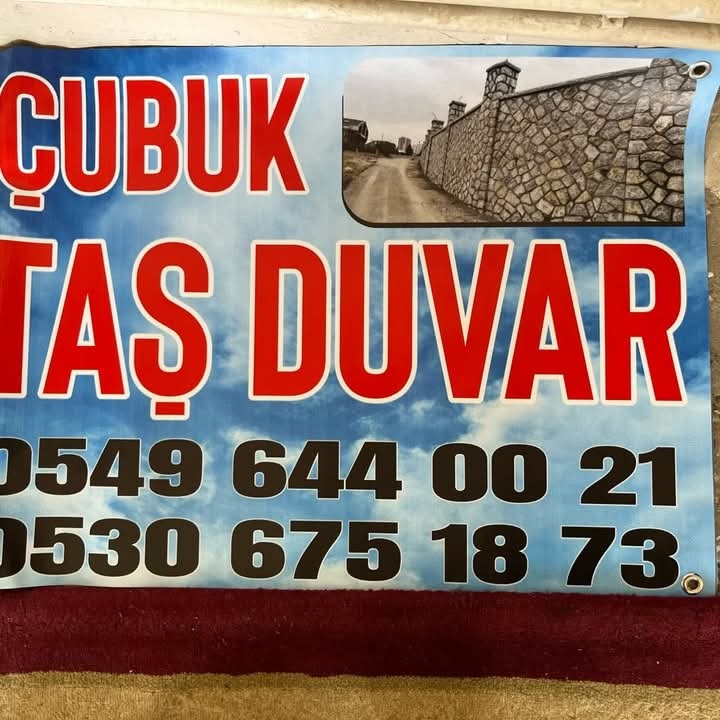 ÇUBUK
TAŞ DUVAR
0549 644 00 21
0530 675 18 73